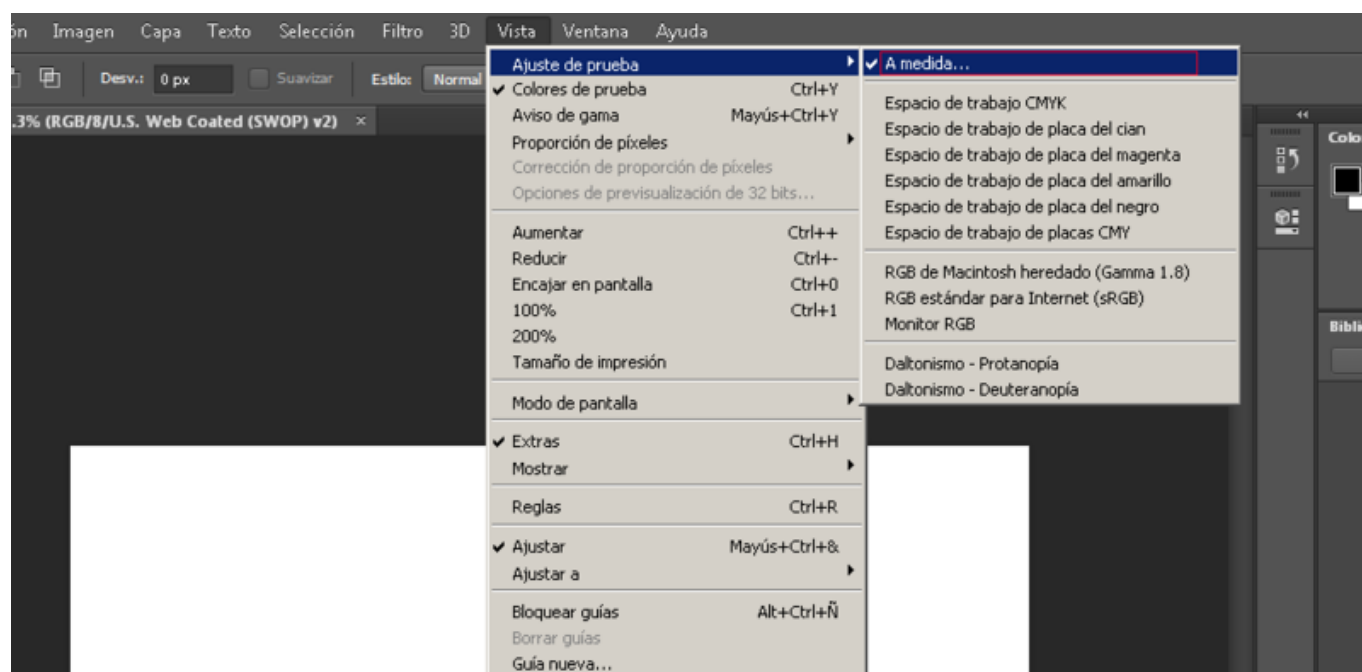 ón Imagen Capa Texto Selección Filtro 3D Vista Ventana Ayuda
Desv.: 0 px Suavizar Estilo: Normal
.3% (RGB/8/U.S. Web Coated (SWOP) v2) ×
Ajuste de prueba
Colores de prueba Ctrl+Y
Aviso de gama Mayús+Ctrl+Y
Proporción de píxeles
Corrección de proporción de píxeles
Opciones de previsualización de 32 bits...
Aumentar Ctrl++
Reducir Ctrl+-
Encajar en pantalla Ctrl+0
100% Ctrl+1
200%
Tamaño de impresión
Modo de pantalla
Extras Ctrl+H
Mostrar
Reglas Ctrl+R
Ajustar Mayús+Ctrl+&
Ajustar a
Bloquear guías Alt+Ctrl+Ñ
Borrar guías
Guía nueva...
A medida...
Espacio de trabajo CMYK
Espacio de trabajo de placa del cian
Espacio de trabajo de placa del magenta
Espacio de trabajo de placa del amarillo
Espacio de trabajo de placa del negro
Espacio de trabajo de placas CMY
RGB de Macintosh heredado (Gamma 1.8)
RGB estándar para Internet (sRGB)
Monitor RGB
Daltonismo - Protanopía
Daltonismo - Deuteranopía
Colo
Bibli